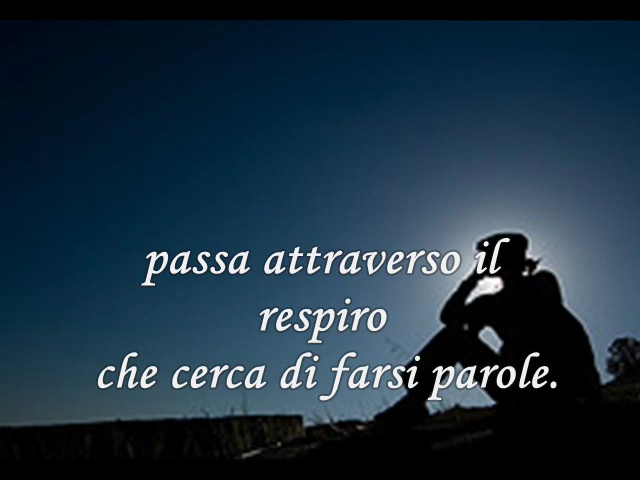 passa attraverso il
respiro
che cerca di farsi parole.